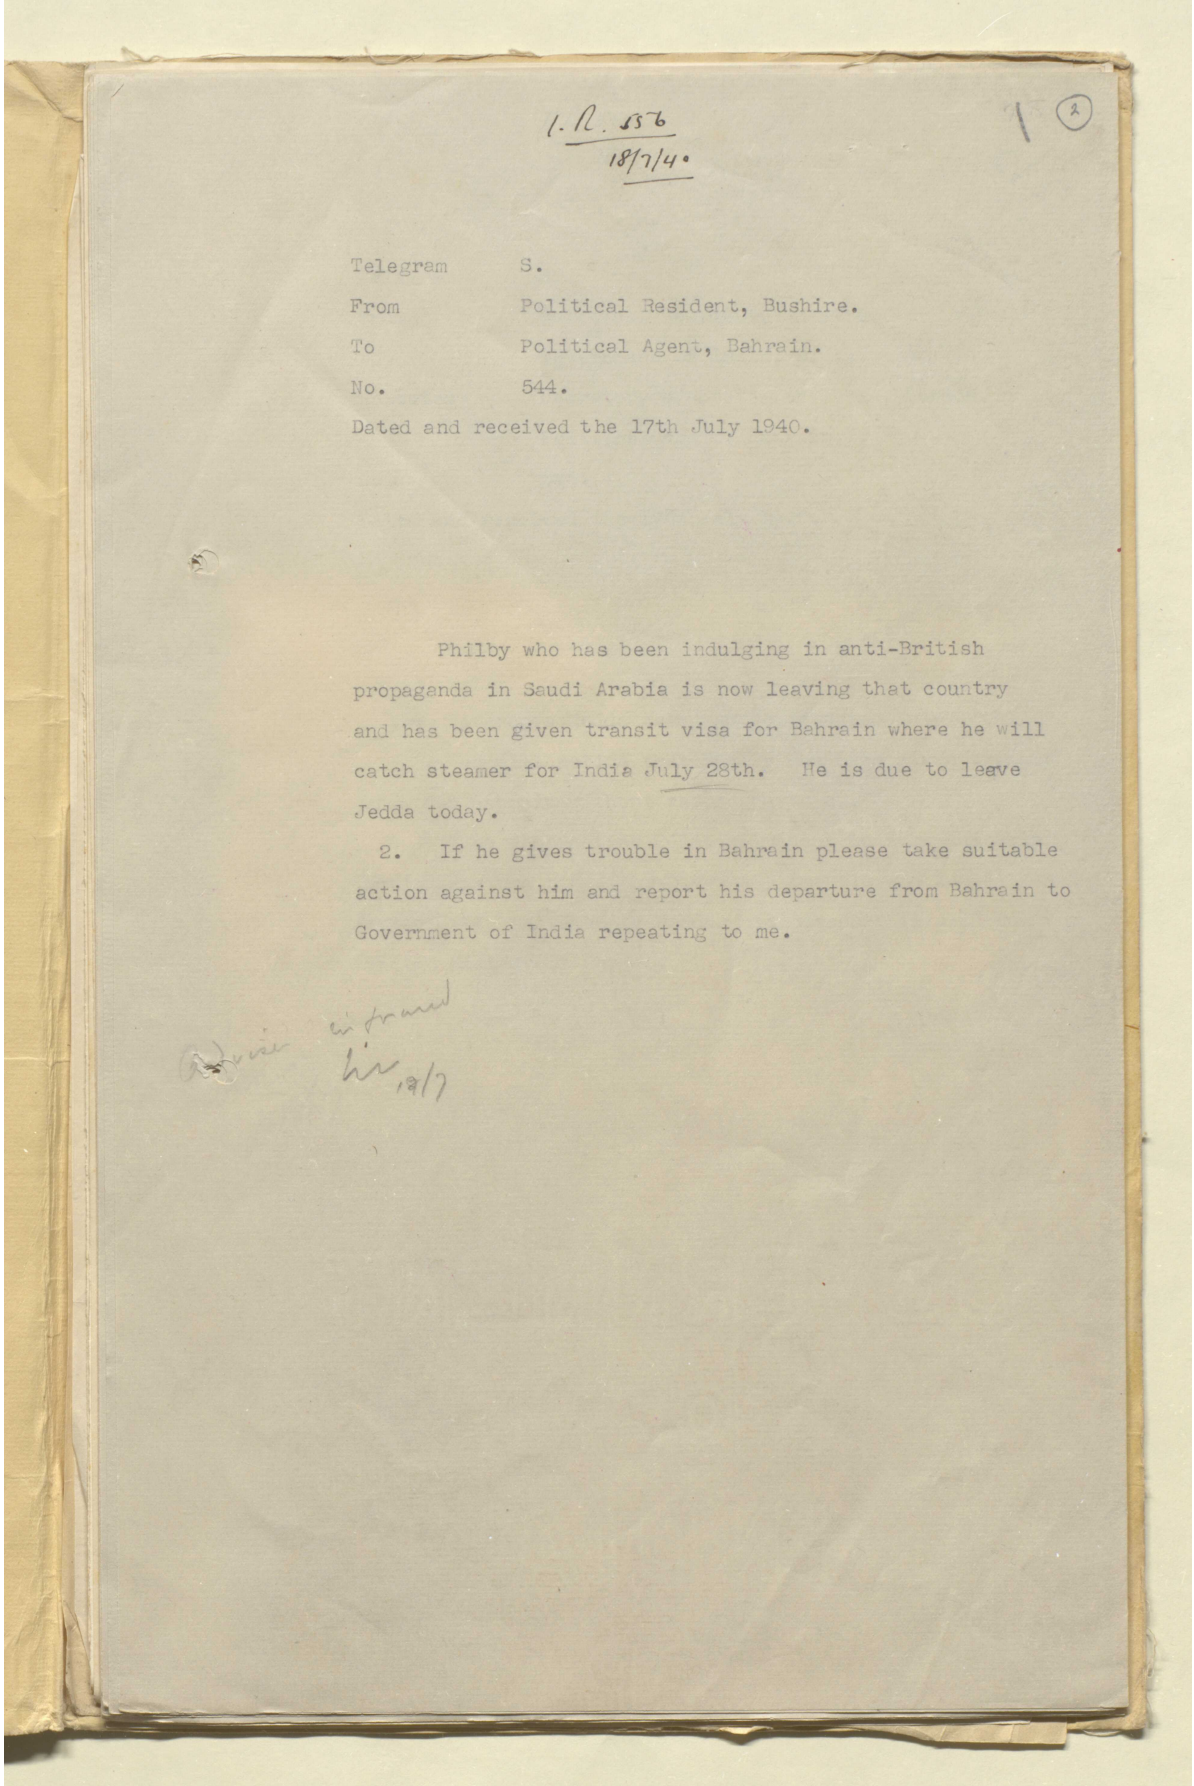 I.R. 556
18/7/40
1 2
Telegram S.
From Political Resident, Bushire.
To Political Agent, Bahrain.
No. 544.
Dated and received the 17th July 1940.
Philby who has been indulging in anti-British
propaganda in Saudi Arabia is now leaving that country
and has been given transit visa for Bahrain where he will
catch steamer for India July 28th. He is due to leave
Jedda today.
2. If he gives trouble in Bahrain please take suitable
action against him and report his departure from Bahrain to
Government of India repeating to me.
Adviser informed
18/7